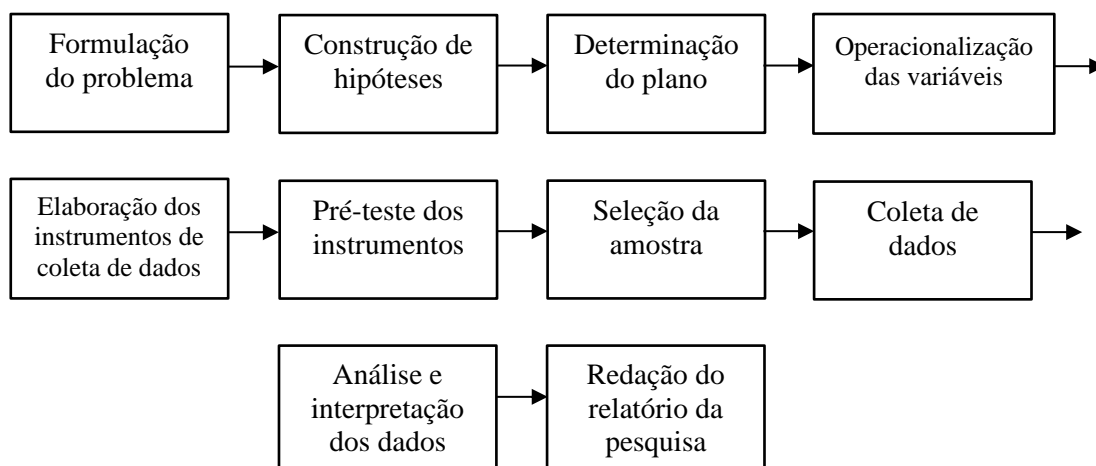 Formulação
do problema
Construção de
hipóteses
Determinação
do plano
Operacionalização
das variáveis
Elaboração dos
instrumentos de
coleta de dados
Pré-teste dos
instrumentos
Seleção da
amostra
Coleta de
dados
Análise e
interpretação
dos dados
Redação do
relatório da
pesquisa